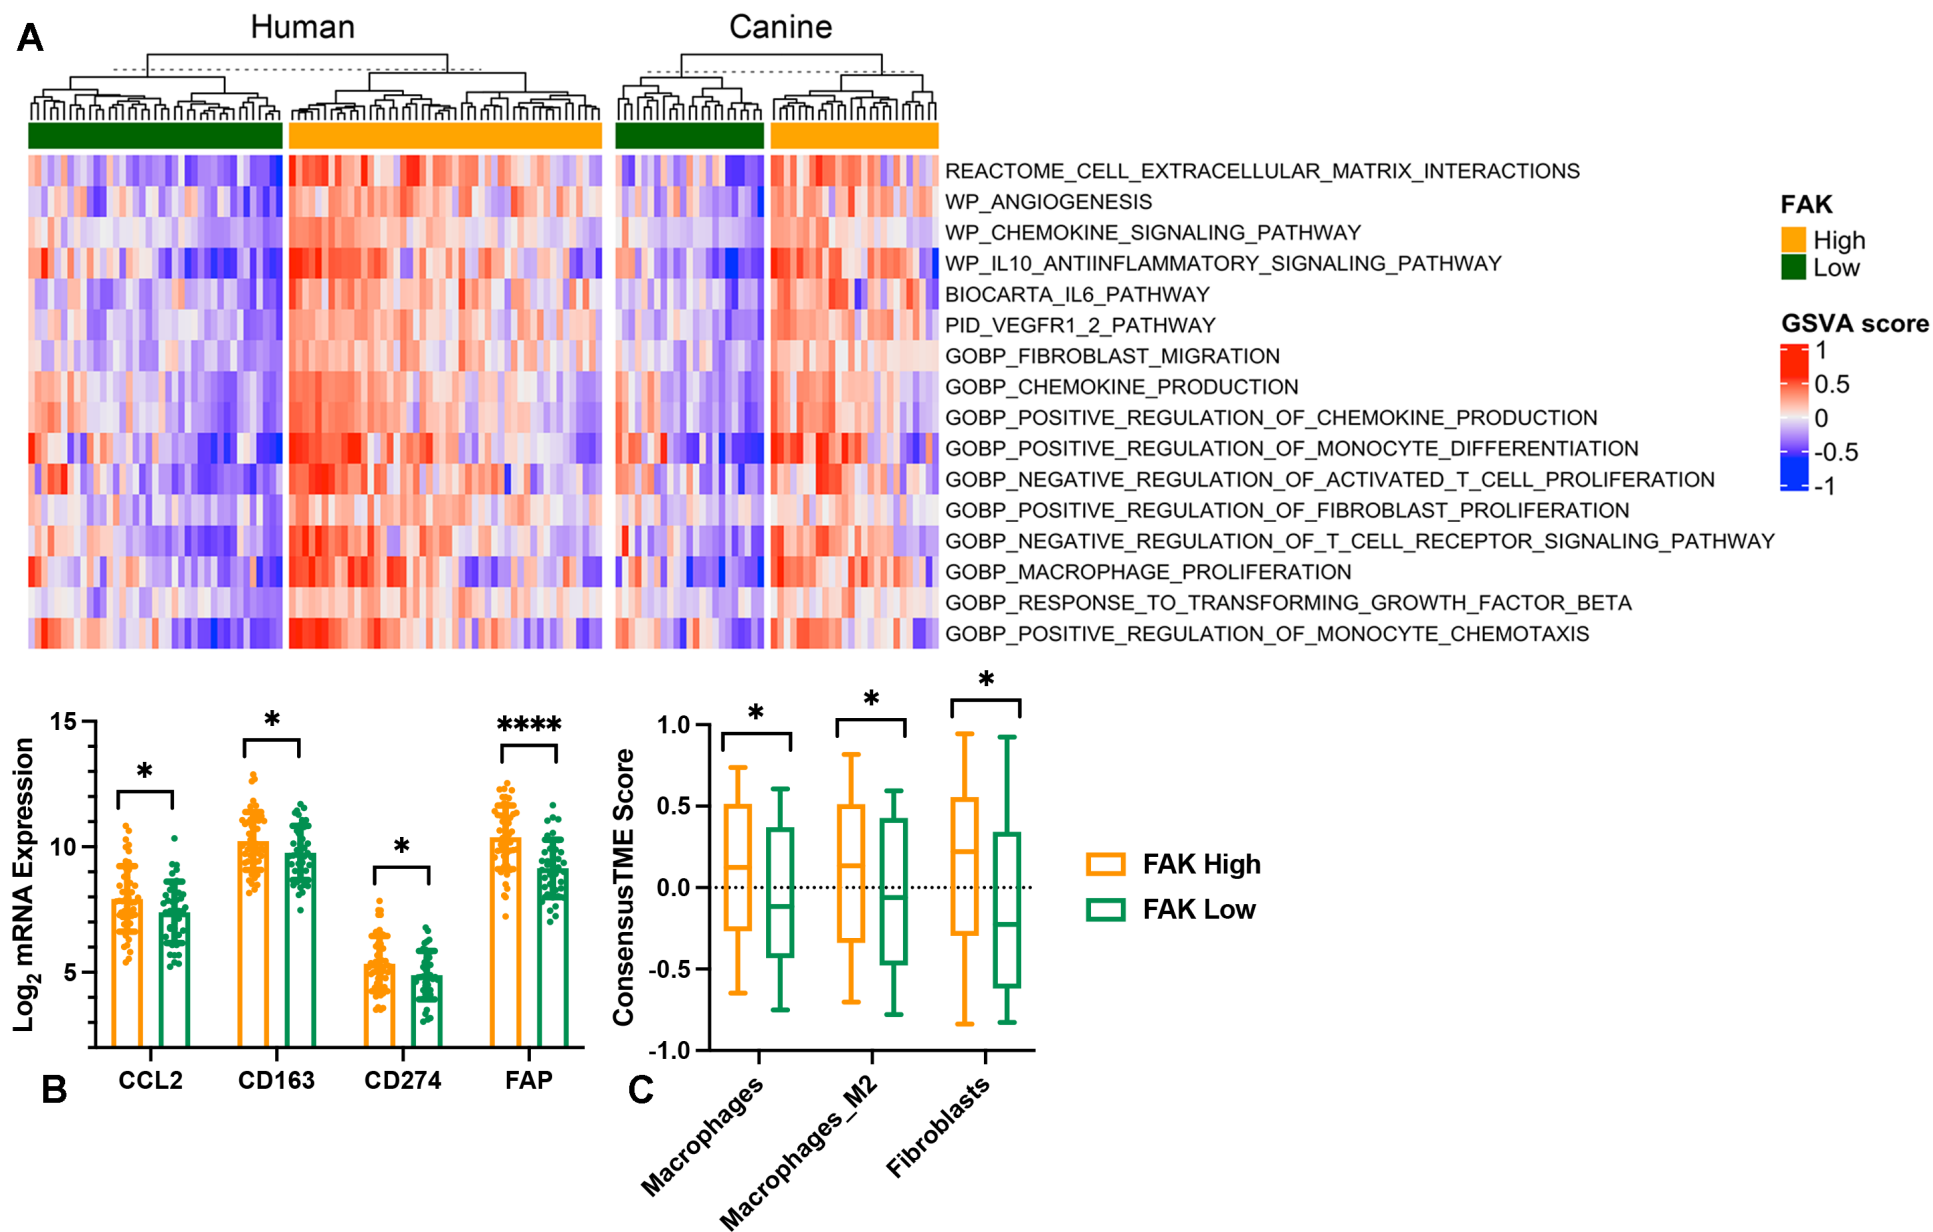 A
Human
Canine
REACTOME_CELL_EXTRACELLULAR_MATRIX_INTERACTIONS
WP_ANGIOGENESIS
WP_CHEMOKINE_SIGNALING_PATHWAY
WP_IL10_ANTIINFLAMMATORY_SIGNALING_PATHWAY
BIOCARTA_IL6_PATHWAY
PID_VEGFR1_2_PATHWAY
GOBP_FIBROBLAST_MIGRATION
GOBP_CHEMOKINE_PRODUCTION
GOBP_POSITIVE_REGULATION_OF_CHEMOKINE_PRODUCTION
GOBP_POSITIVE_REGULATION_OF_MONOCYTE_DIFFERENTIATION
GOBP_NEGATIVE_REGULATION_OF_ACTIVATED_T_CELL_PROLIFERATION
GOBP_POSITIVE_REGULATION_OF_FIBROBLAST_PROLIFERATION
GOBP_NEGATIVE_REGULATION_OF_T_CELL_RECEPTOR_SIGNALING_PATHWAY
GOBP_MACROPHAGE_PROLIFERATION
GOBP_RESPONSE_TO_TRANSFORMING_GROWTH_FACTOR_BETA
GOBP_POSITIVE_REGULATION_OF_MONOCYTE_CHEMOTAXIS
FAK
High
Low
GSVA score
1
0.5
0
-0.5
-1
B
Log2 mRNA Expression
15
10
5
*
*
*
****
CCL2
CD163
CD274
FAP
C
ConsensusTME Score
1.0
0.5
0.0
-0.5
-1.0
*
*
*
Macrophages
Macrophages_M2
Fibroblasts
FAK High
FAK Low